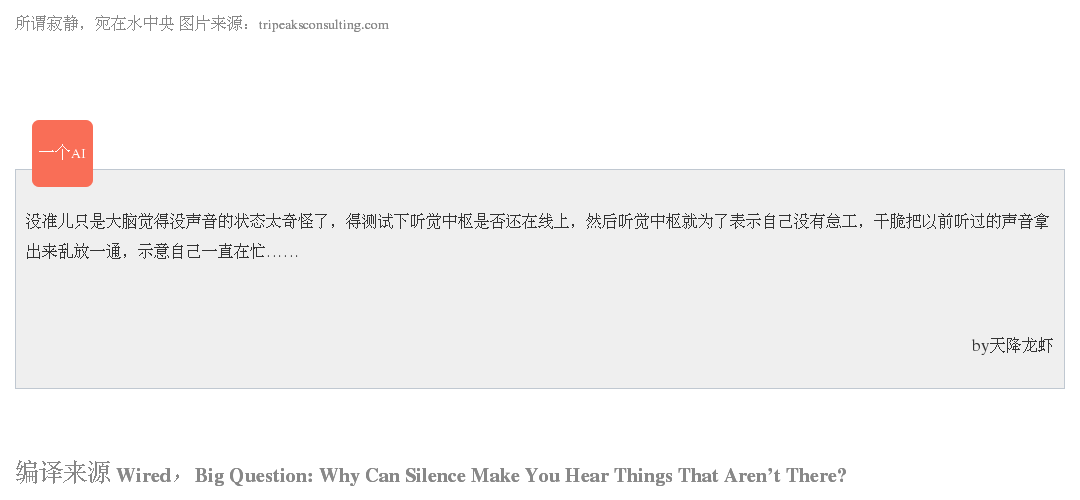 所谓寂静，宛在水中央 图片来源：tripeaksconsulting.com
一个AI
没准儿只是大脑觉得没声音的状态太奇怪了，得测试下听觉中枢是否还在线上，然后听觉中枢就为了表示自己没有怠工，干脆把以前听过的声音拿
出来乱放一通，示意自己一直在忙……
by天降龙虾
编译来源 Wired，Big Question: Why Can Silence Make You Hear Things That Aren’t There?